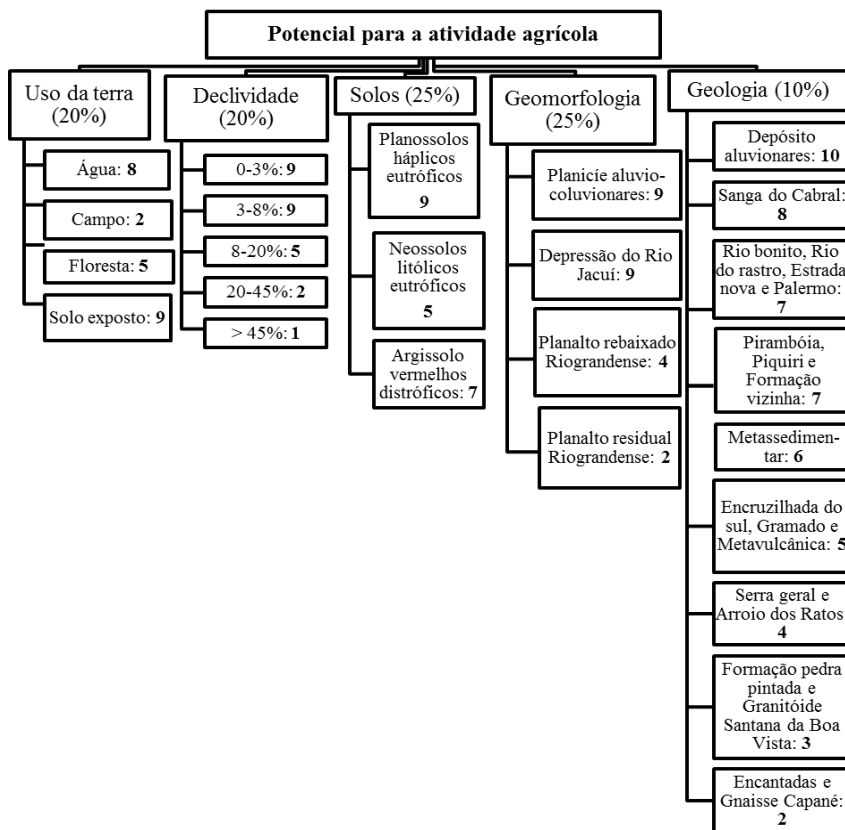 Potencial para a atividade agrícola
Uso da terra
(20%)
Água: 8
Campo: 2
Floresta: 5
Solo exposto: 9
Declividade
(20%)
0-3%: 9
3-8%: 9
8-20%: 5
20-45%: 2
> 45%: 1
Solos (25%)
Planossolos
háplicos
eutróficos
9
Neossolos
litólicos
eutróficos
5
Argissolo
vermelhos
distróficos: 7
Geomorfologia
(25%)
Planicíe aluvio-
coluvionares: 9
Depressão do Rio
Jacuí: 9
Planalto rebaixado
Riograndense: 4
Planalto residual
Riograndense: 2
Geologia (10%)
Depósito
aluvionares: 10
Sanga do Cabral:
8
Rio bonito, Rio
do rastro, Estrada
nova e Palermo:
7
Pirambóia,
Piquiri e
Formação
vizinha: 7
Metassedimen-
tar: 6
Encruzilhada do
sul, Gramado e
Metavulcânica: 5
Serra geral e
Arroio dos Ratos:
4
Formação pedra
pintada e
Granitóide
Santana da Boa
Vista: 3
Encantadas e
Gnaisse Capané:
2